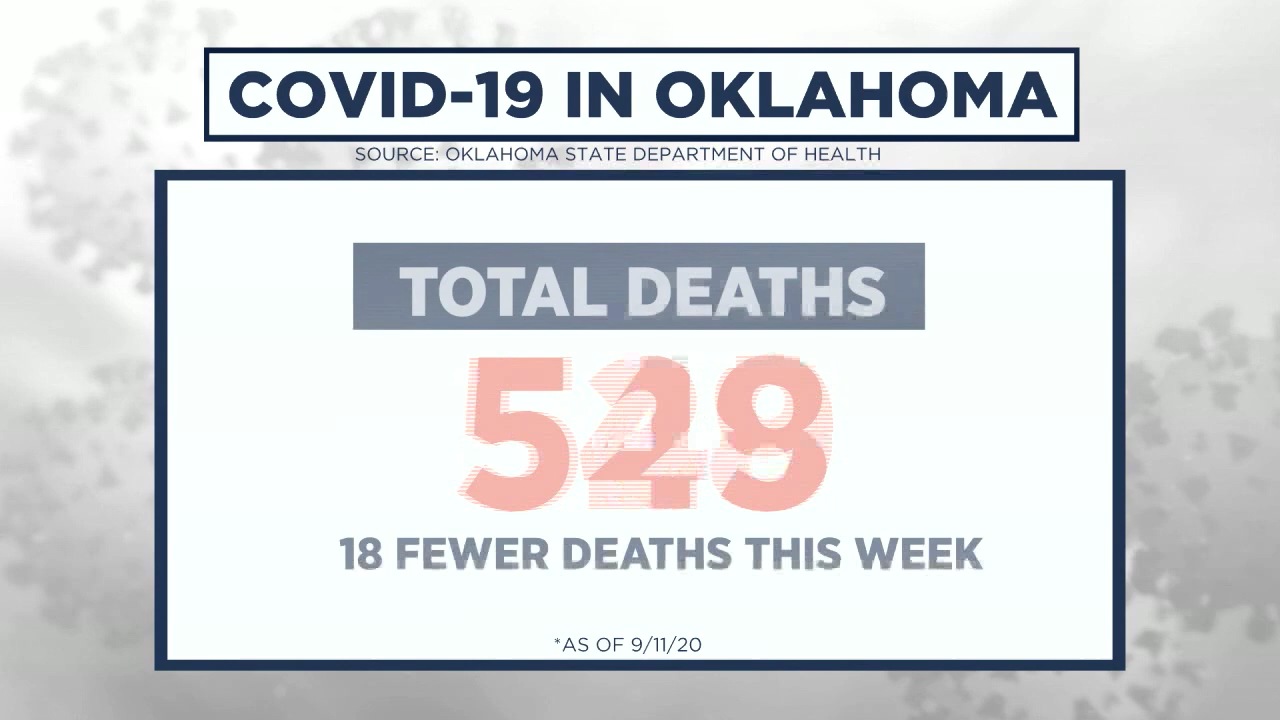 COVID-19 IN OKLAHOMA
SOURCE: OKLAHOMA STATE DEPARTMENT OF HEALTH
TOTAL DEATHS
18 FEWER DEATHS THIS WEEK
*AS OF 9/11/20